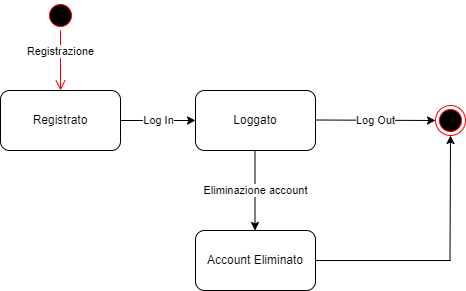 Registrazione
Registrato
Log In
Loggato
Log Out
Eliminazione account
Account Eliminato